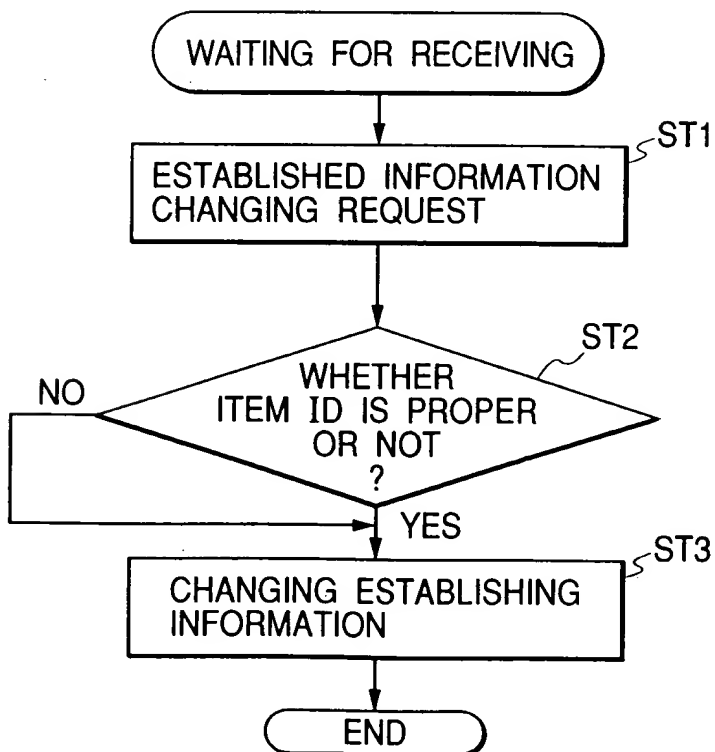 WAITING FOR RECEIVING
ST1
ESTABLISHED INFORMATION
CHANGING REQUEST
ST2
NO
WHETHER
ITEM ID IS PROPER
OR NOT
?
YES
ST3
CHANGING ESTABLISHING
INFORMATION
END